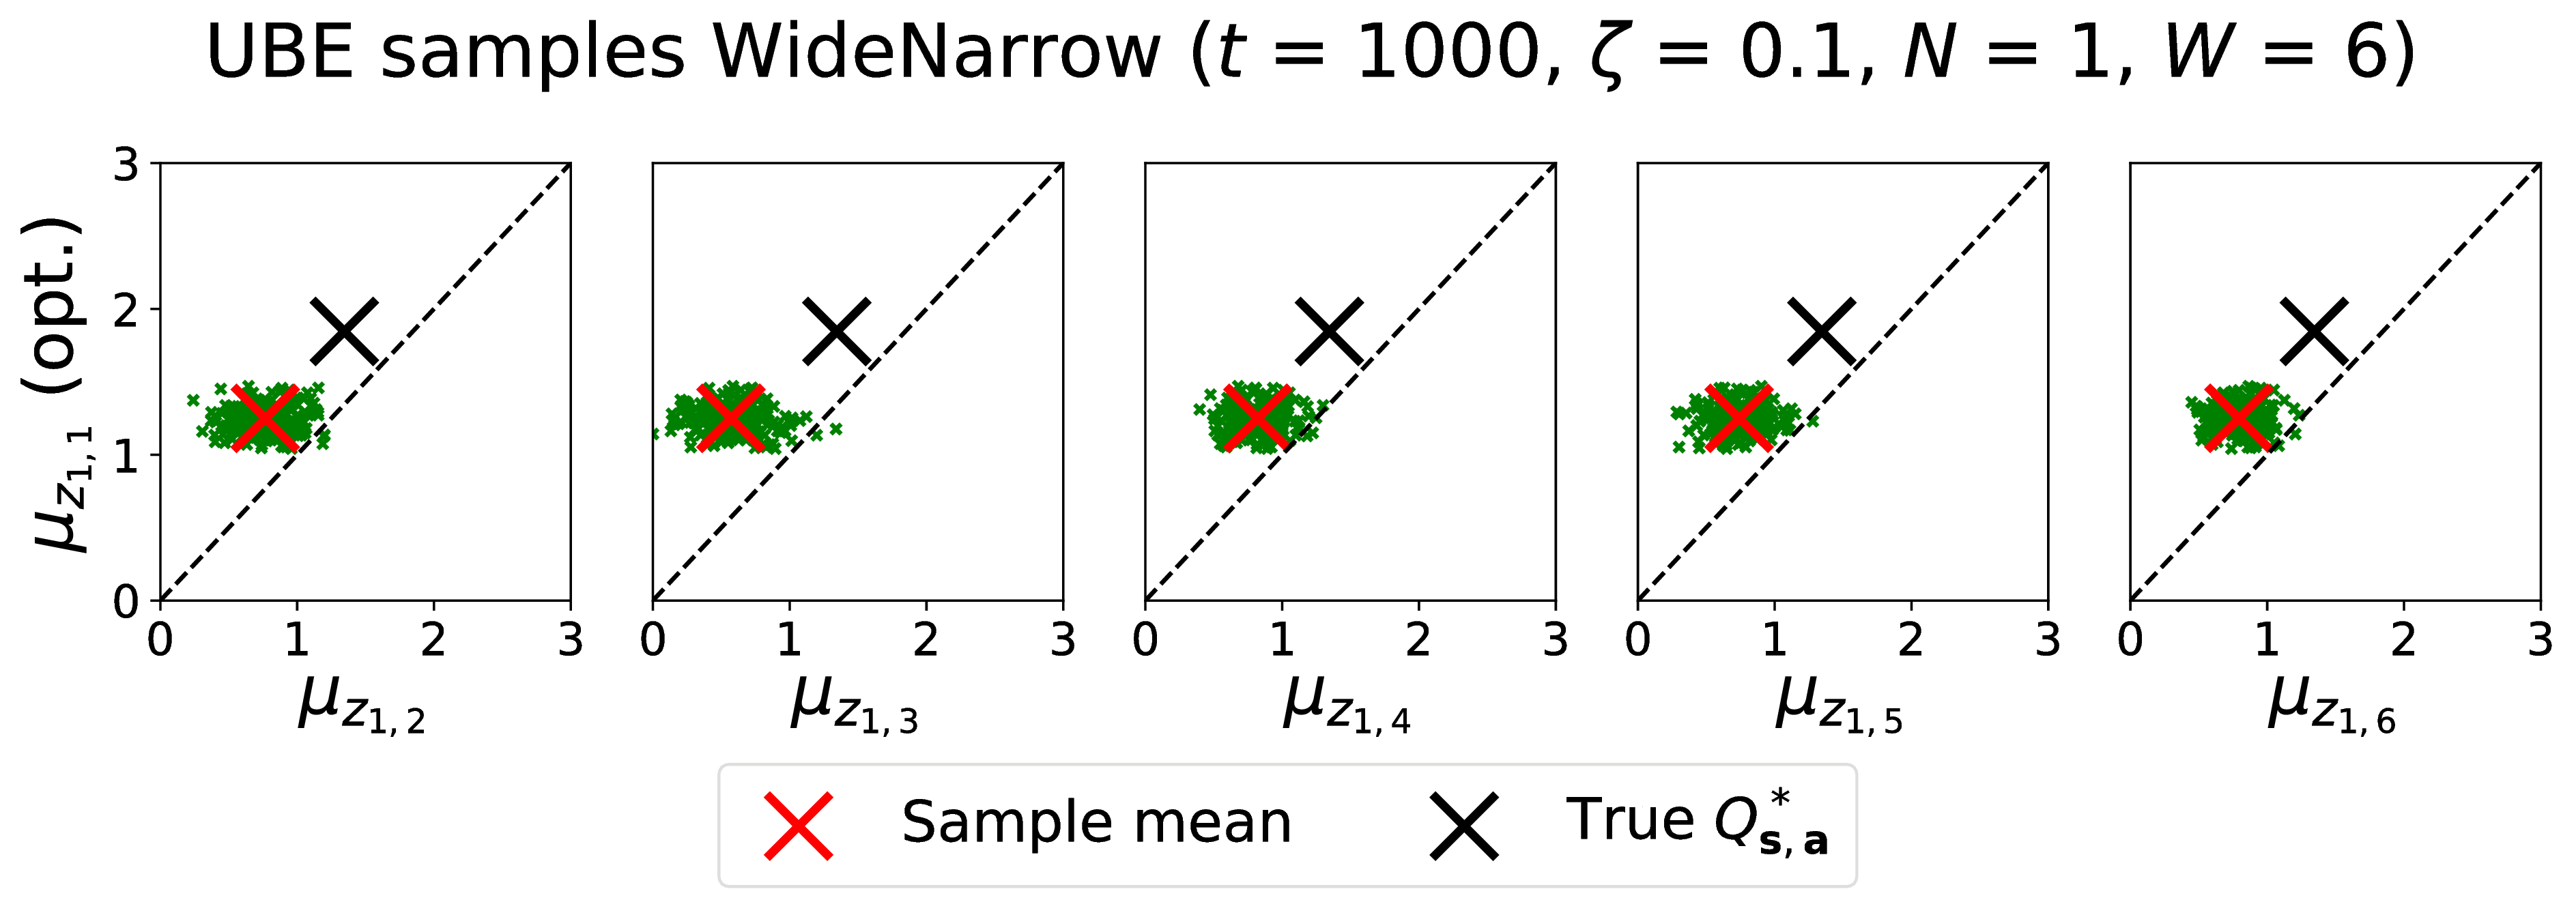 UBE samples WideNarrow (t = 1000, ζ = 0.1, N = 1, W = 6)
μz1,1 (opt.)
3
2
1
0
0 1 2 3 0 1 2 3 0 1 2 3 0 1 2 3 0 1 2 3
μz1,2 μz1,3 μz1,4 μz1,5 μz1,6
Sample mean True Q*s,a